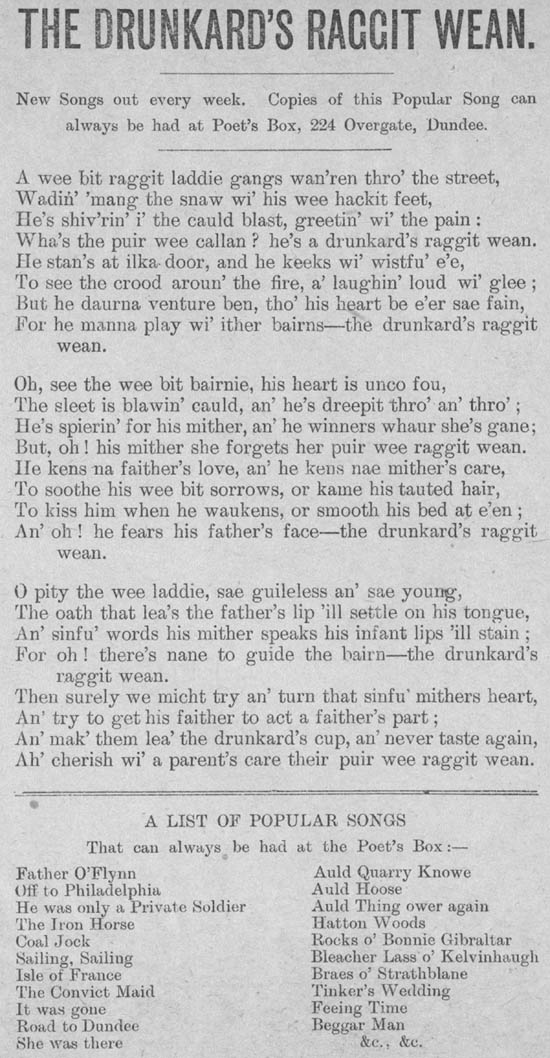 THE DRUNKARD'S RAGGIT WEAN.
New Songs out every week. Copies of this Popular Song can
always be had at Poet's Box, 224 Overgate, Dundee.
A wee bit raggit laddie gangs wan'ren thro' the street,
Wadin' 'mang the snaw wi' his wee hackit feet,
He's shiv'rin' i' the cauld blast, greetin' wi' the pain :
Wha's the puir wee callan ? he's a drunkard's raggit wean.
He stan's at ilka door, and he keeks wi' wistfu' e'e,
To see the crood aroun' the fire, a' laughin' loud wi' glee ;
But he daurna venture ben, tho' his heart be e'er sae fain,
For he manna play wi' ither bairns—the drunkard's raggit
wean.
Oh, see the wee bit bairnie, his heart is unco fou,
The sleet is blawin' cauld, an' he's dreepit thro' an' thro' ;
He's spierin' for his mither, an' he winners whaur she's gane;
But, oh ! his mither she forgets her puir wee raggit wean.
He kens na faither's love, an' he kens nae mither's care,
To soothe his wee bit sorrows, or kame his tauted hair,
To kiss him when he waukens, or smooth his bed at e'en ;
An' oh ! he fears his father's face—the drunkard's raggit
wean.
O pity the wee laddie, sae guileless an' sae young,
The oath that lea's the father's lip 'ill settle on his tongue,
An' sinfu' words his mither speaks his infant lips 'ill stain ;
For oh ! there's nane to guide the bairn—the drunkard's
raggit wean.
Then surely we micht try an' turn that sinfu' mithers heart,
An' try to get his faither to act a faither's part ;
An' mak' them lea' the drunkard's cup, an' never taste again,
Ah' cherish wi' a parent's care their puir wee raggit wean.
A LIST OF POPULAR SONGS
That can always be had at the Poet's Box :—
Father O'Flynn
Off to Philadelphia
He was only a Private Soldier
The Iron Horse
Coal Jock
Sailing, Sailing
Isle of France
The Convict Maid
It was gone
Road to Dundee
She was there
Auld Quarry Knowe
Auld Hoose
Auld Thing ower again
Hatton Woods
Rocks o' Bonnie Gibraltar
Bleacher Lass o' Kelvinhaugh
Braes o' Strathblane
Tinker's Wedding
Feeing Time
Beggar Man
&c., &c.